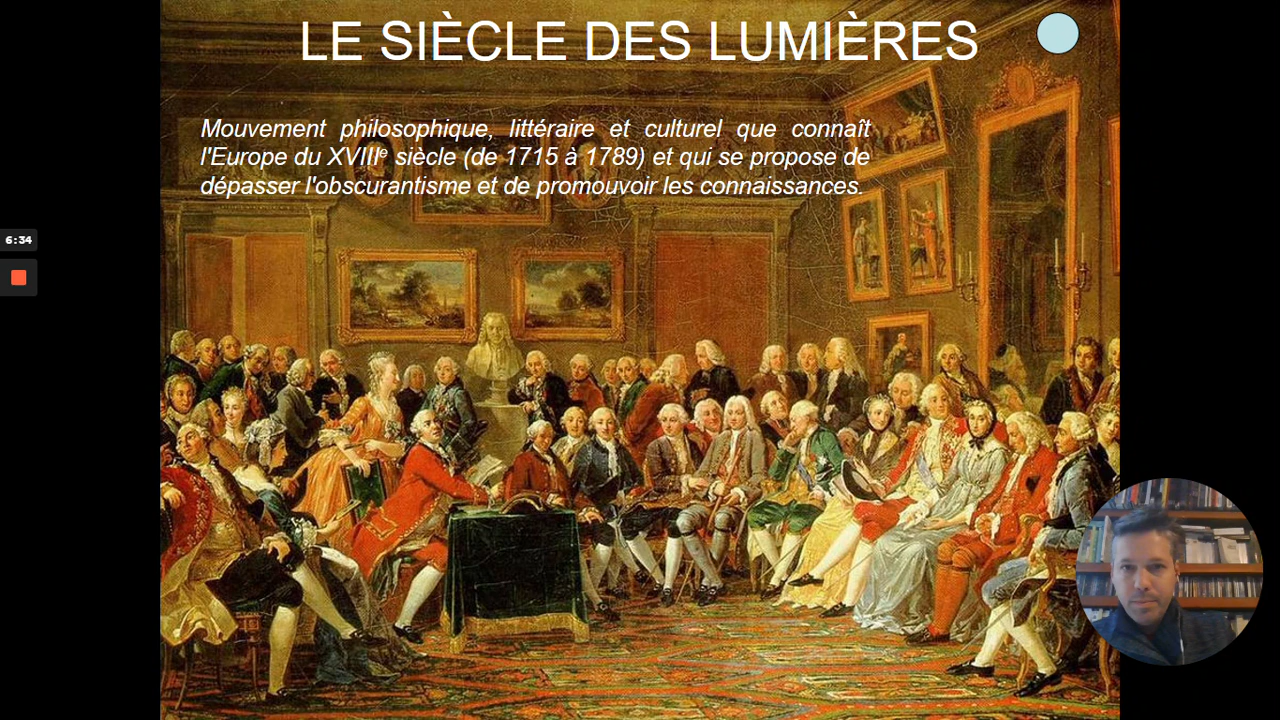 LE SIÈCLE DES LUMIÈRES
Mouvement philosophique, littéraire et culturel que connaît
l'Europe du XVIIIᵉ siècle (de 1715 à 1789) et qui se propose de
dépasser l'obscurantisme et de promouvoir les connaissances.
6:34